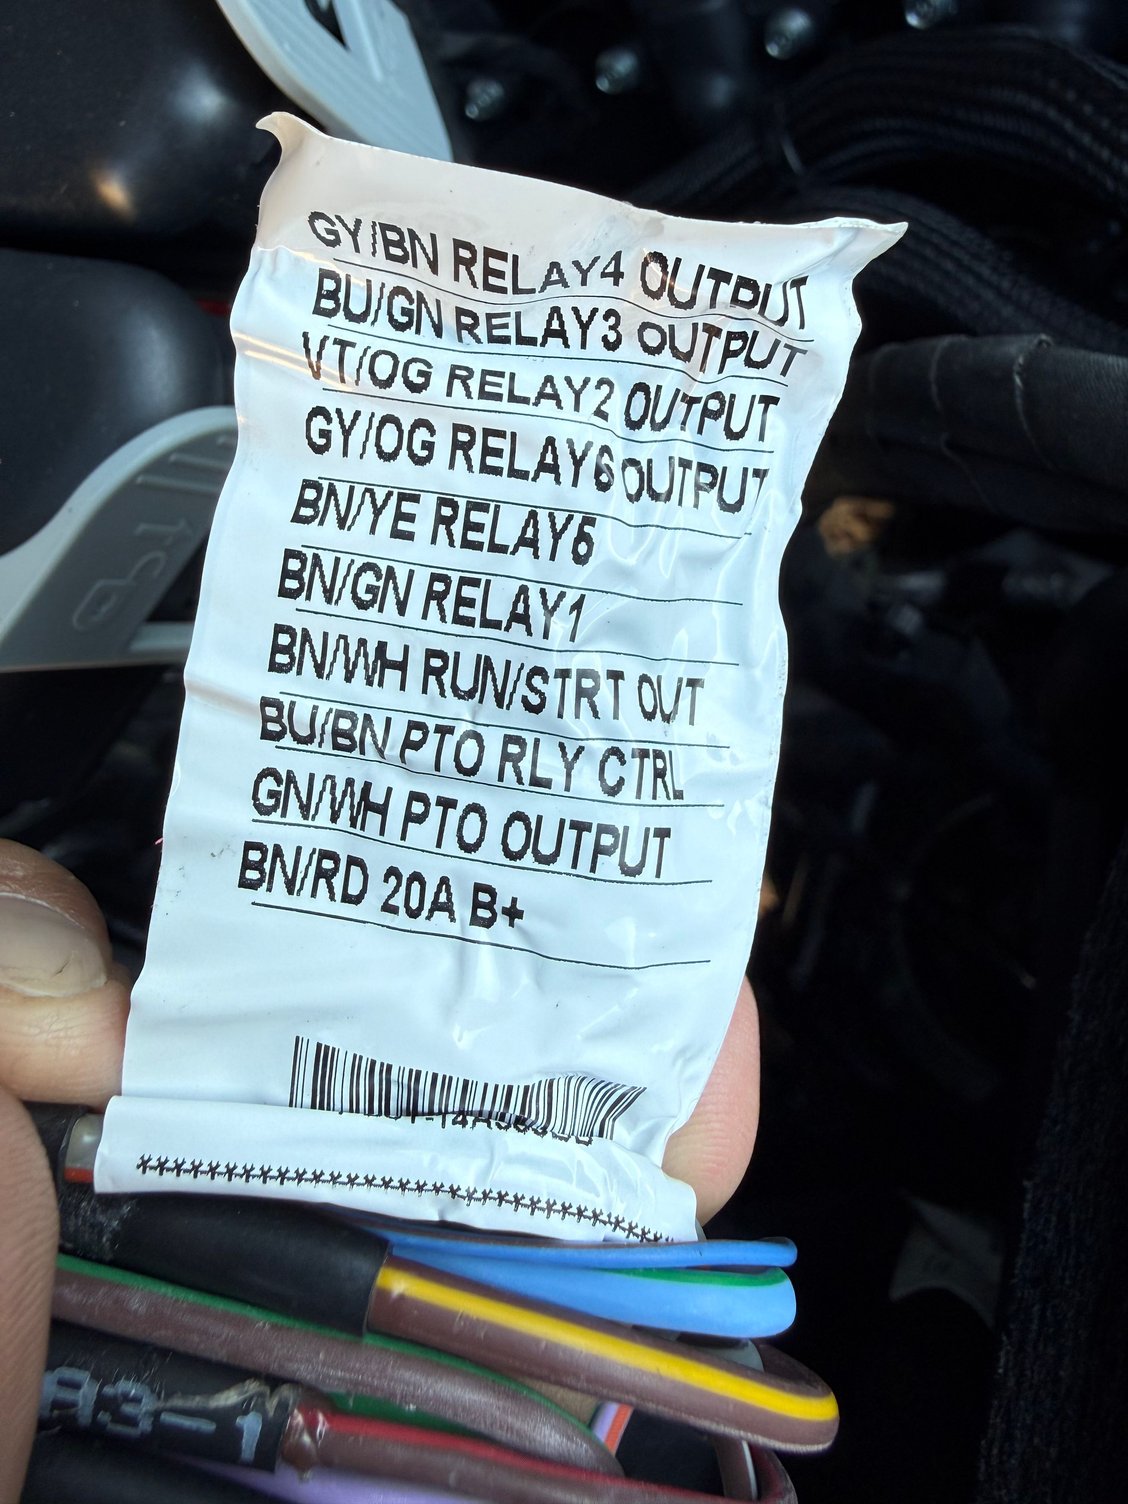 GY/BN RELAY4 OUTPUT
BU/GN RELAY3 OUTPUT
VT/OG RELAY2 OUTPUT
GY/OG RELAY6 OUTPUT
BN/YE RELAY5
BN/GN RELAY1
BN/WH RUN/STRT OUT
BU/BN PTO RLY CTRL
GN/WH PTO OUTPUT
BN/RD 20A B+